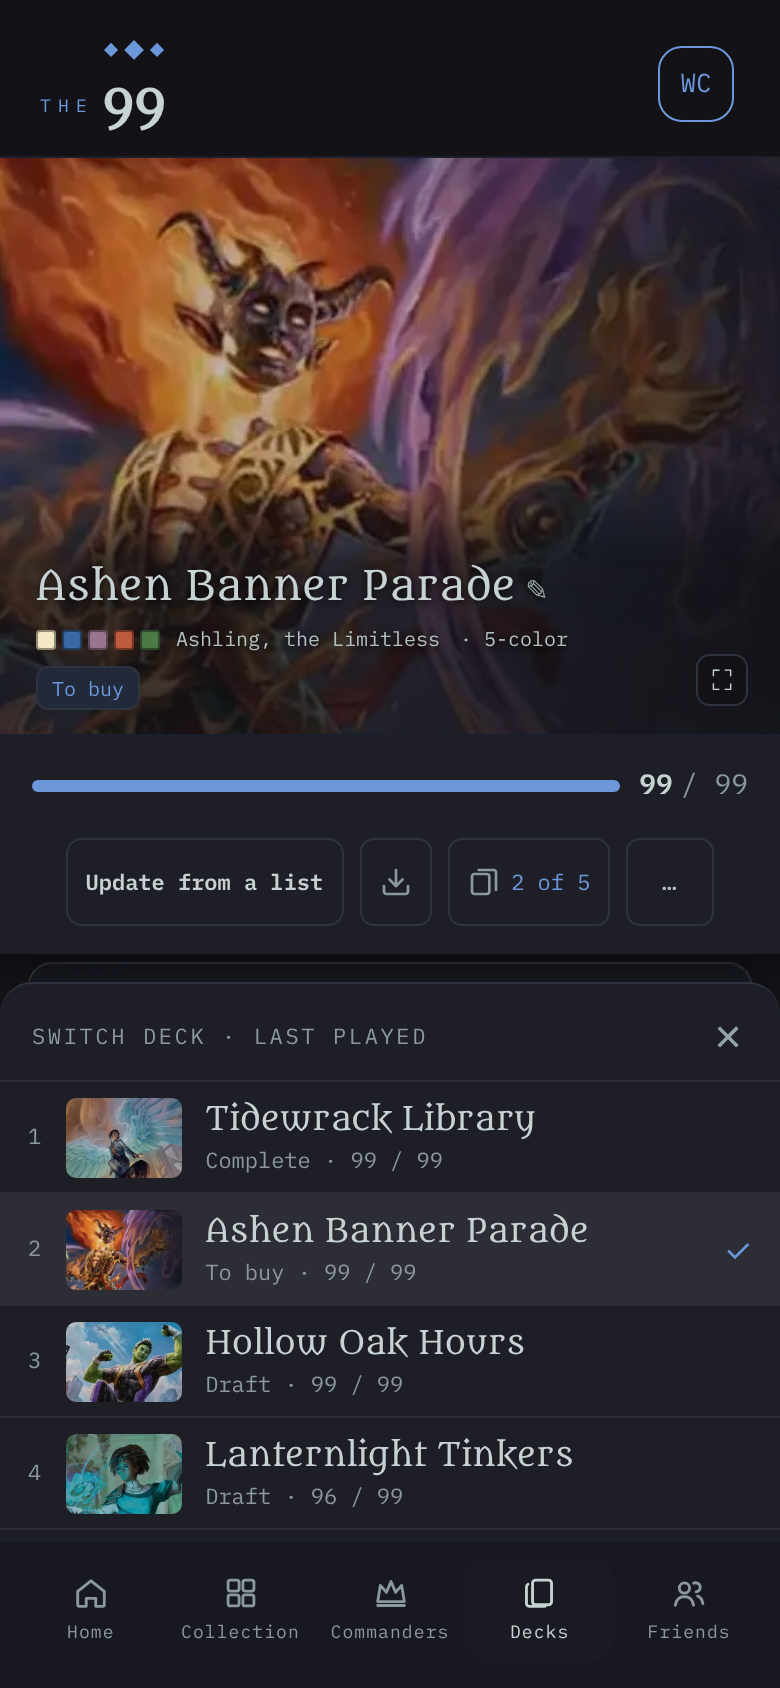 THE 99
WC
Ashen Banner Parade ✎
Ashling, the Limitless · 5-color
To buy
99 / 99
Update from a list
2 of 5
…
SWITCH DECK · LAST PLAYED
1
Tidewrack Library
Complete · 99 / 99
2
Ashen Banner Parade
To buy · 99 / 99
3
Hollow Oak Hours
Draft · 99 / 99
4
Lanternlight Tinkers
Draft · 96 / 99
Home Collection Commanders Decks Friends